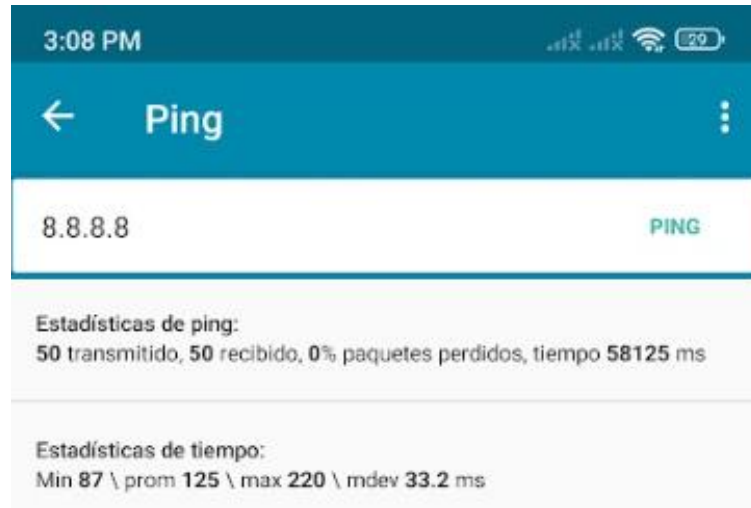 3:08 PM
29
Ping
8.8.8.8 PING
Estadísticas de ping:
50 transmitido, 50 recibido, 0% paquetes perdidos, tiempo 58125 ms
Estadísticas de tiempo:
Min 87 \ prom 125 \ max 220 \ mdev 33.2 ms